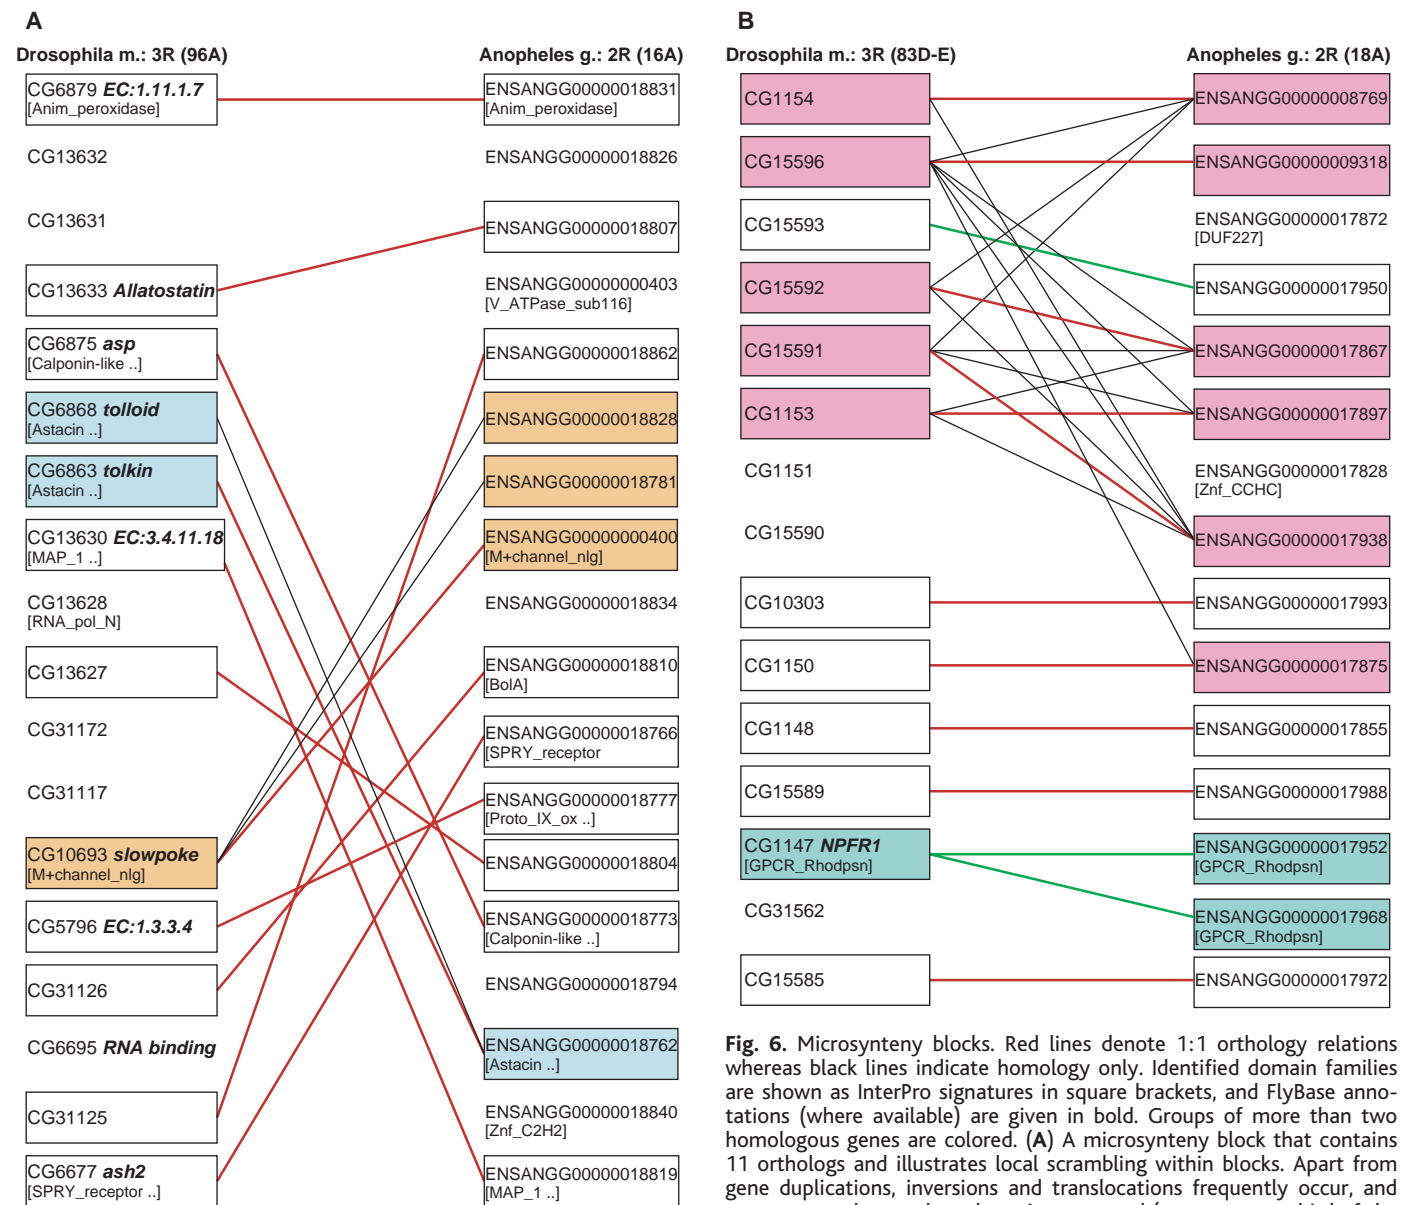 A
Drosophila m.: 3R (96A)
Anopheles g.: 2R (16A)
CG6879 EC:1.11.1.7
[Anim_peroxidase]
CG13632
CG13631
CG13633 Allatostatin
CG6875 asp
[Calponin-like ..]
CG6868 tolloid
[Astacin ..]
CG6863 tolkin
[Astacin ..]
CG13630 EC:3.4.11.18
[MAP_1 ..]
CG13628
[RNA_pol_N]
CG13627
CG31172
CG31117
CG10693 slowpoke
[M+channel_nlg]
CG5796 EC:1.3.3.4
CG31126
CG6695 RNA binding
CG31125
CG6677 ash2
[SPRY_receptor ..]
ENSANGG00000018831
[Anim_peroxidase]
ENSANGG00000018826
ENSANGG00000018807
ENSANGG00000000403
[V_ATPase_sub116]
ENSANGG00000018862
ENSANGG00000018828
ENSANGG00000018781
ENSANGG00000000400
[M+channel_nlg]
ENSANGG00000018834
ENSANGG00000018810
[BolA]
ENSANGG00000018766
[SPRY_receptor
ENSANGG00000018777
[Proto_IX_ox ..]
ENSANGG00000018804
ENSANGG00000018773
[Calponin-like ..]
ENSANGG00000018794
ENSANGG00000018762
[Astacin ..]
ENSANGG00000018840
[Znf_C2H2]
ENSANGG00000018819
[MAP_1 ..]
B
Drosophila m.: 3R (83D-E)
Anopheles g.: 2R (18A)
CG1154
CG15596
CG15593
CG15592
CG15591
CG1153
CG1151
CG15590
CG10303
CG1150
CG1148
CG15589
CG1147 NPFR1
[GPCR_Rhodpsn]
CG31562
CG15585
ENSANGG00000008769
ENSANGG00000009318
ENSANGG00000017872
[DUF227]
ENSANGG00000017950
ENSANGG00000017867
ENSANGG00000017897
ENSANGG00000017828
[Znf_CCHC]
ENSANGG00000017938
ENSANGG00000017993
ENSANGG00000017875
ENSANGG00000017855
ENSANGG00000017988
ENSANGG00000017952
[GPCR_Rhodpsn]
ENSANGG00000017968
[GPCR_Rhodpsn]
ENSANGG00000017972
Fig. 6. Microsynteny blocks. Red lines denote 1:1 orthology relations
whereas black lines indicate homology only. Identified domain families
are shown as InterPro signatures in square brackets, and FlyBase anno-
tations (where available) are given in bold. Groups of more than two
homologous genes are colored. (A) A microsynteny block that contains
11 orthologs and illustrates local scrambling within blocks. Apart from
gene duplications, inversions and translocations frequently occur, and